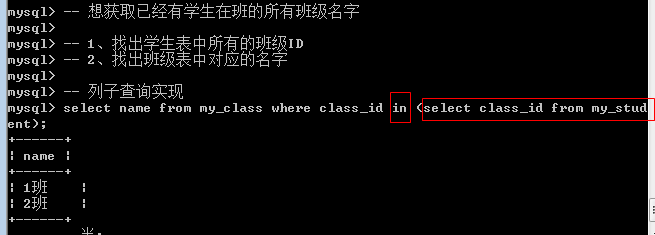 mysql> -- 想获取已经有学生在班的所有班级名字
mysql>
mysql> -- 1、找出学生表中所有的班级ID
mysql> -- 2、找出班级表中对应的名字
mysql>
mysql> -- 列子查询实现
mysql> select name from my_class where class_id in (select class_id from my_stud
ent);
+------+
| name |
+------+
| 1班 |
| 2班 |
+------+